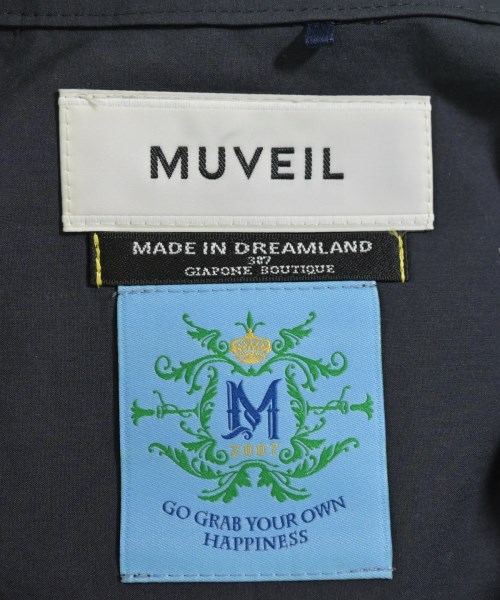 MUVEIL
MADE IN DREAMLAND
387
GIAPONE BOUTIQUE
M
2007
GO GRAB YOUR OWN
HAPPINESS